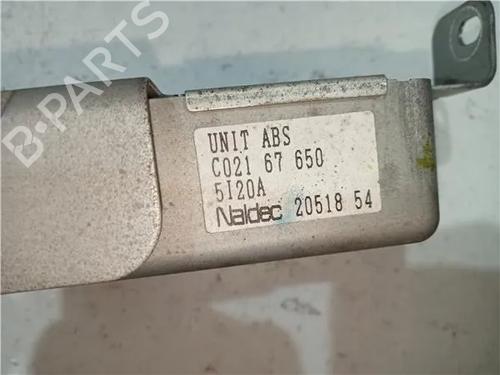 B-PARTS
UNIT ABS
C021 67 650
5I20A
Naldec 20518 54